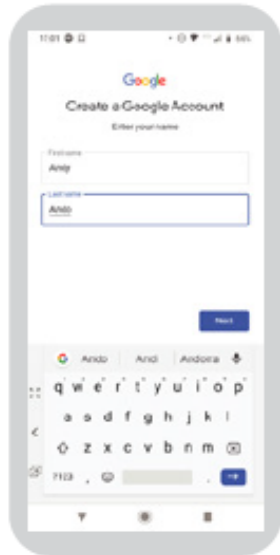 Google
Create a Google Account
Enter your name
First name
Andy
Last name
Ando
Next
Ando Andi Andorra
q w e r t y u i o p
a s d f g h j k l
z x c v b n m
?123 , .